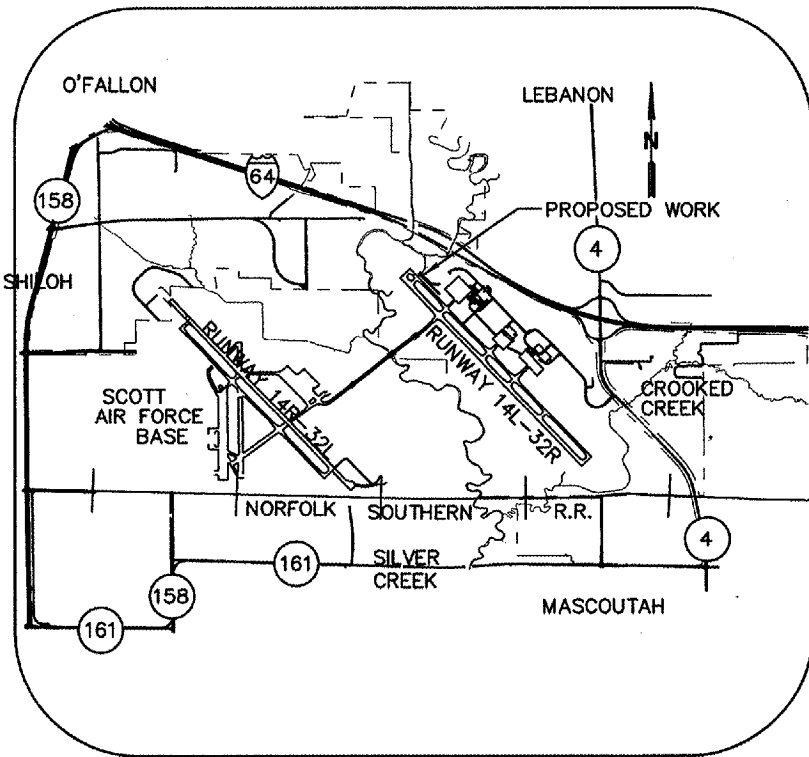 O'FALLON
LEBANON
N
64
158
PROPOSED WORK
4
SHILOH
RUNWAY 14R-32L
RUNWAY 14L-32R
SCOTT
AIR FORCE
BASE
CROOKED
CREEK
NORFOLK SOUTHERN R.R.
4
161
SILVER
CREEK
158
MASCOUTAH
161